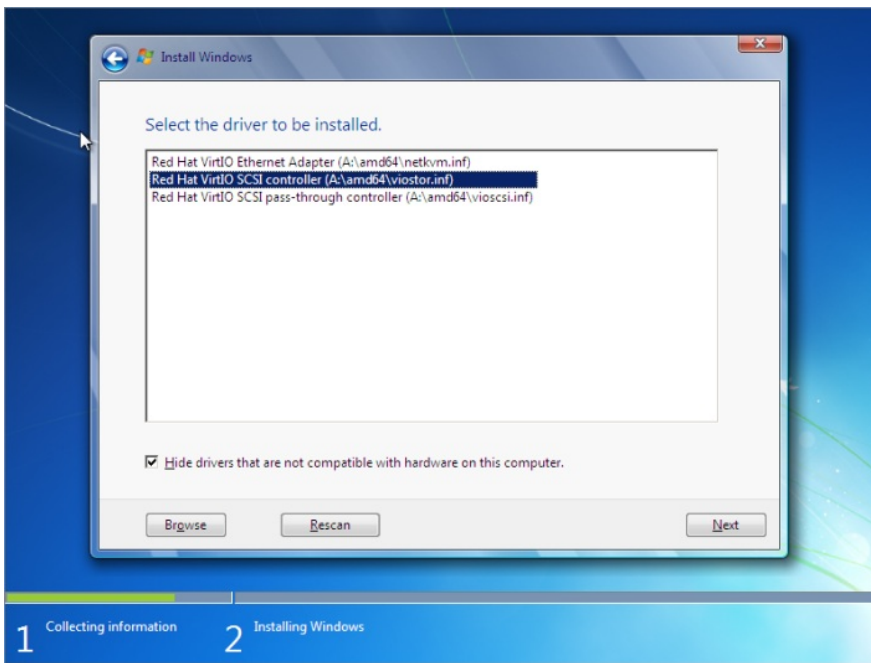 Install Windows
Select the driver to be installed.
Red Hat VirtIO Ethernet Adapter (A:\amd64\netkvm.inf)
Red Hat VirtIO SCSI controller (A:\amd64\viostor.inf)
Red Hat VirtIO SCSI pass-through controller (A:\amd64\vioscsi.inf)
Hide drivers that are not compatible with hardware on this computer.
Browse Rescan Next
1 Collecting information 2 Installing Windows